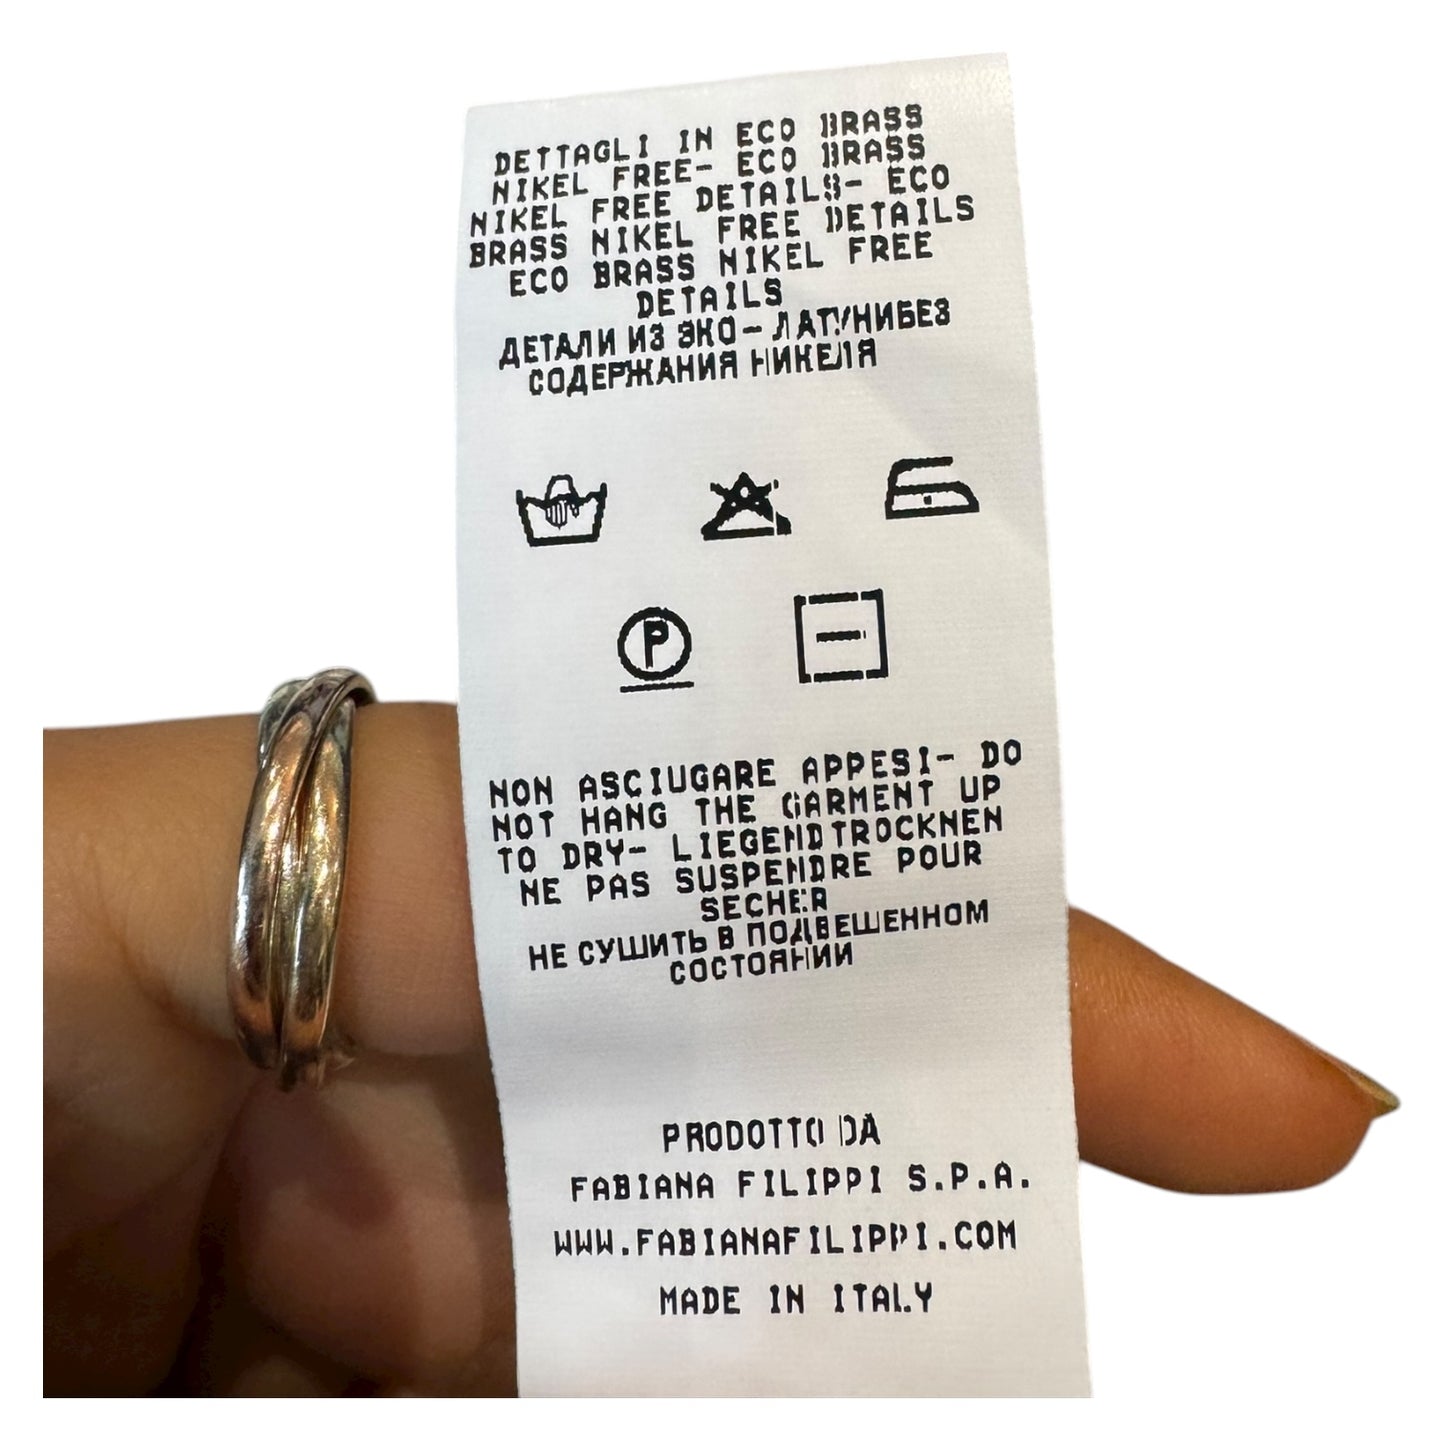 DETTAGLI IN ECO BRASS
NIKEL FREE- ECO BRASS
NIKEL FREE DETAILS- ECO
BRASS NIKEL FREE DETAILS
ECO BRASS NIKEL FREE
DETAILS
ДЕТАЛИ ИЗ ЭКО-ЛАТУНИБЕЗ
СОДЕРЖАНИЯ НИКЕЛЯ
P
NON ASCIUGARE APPESI- DO
NOT HANG THE GARMENT UP
TO DRY- LIEGENDTROCKNEN
NE PAS SUSPENDRE POUR
SECHER
НЕ СУШИТЬ В ПОДВЕШЕННОМ
СОСТОЯНИИ
PRODOTTO DA
FABIANA FILIPPI S.P.A.
WWW.FABIANAFILIPPI.COM
MADE IN ITALY